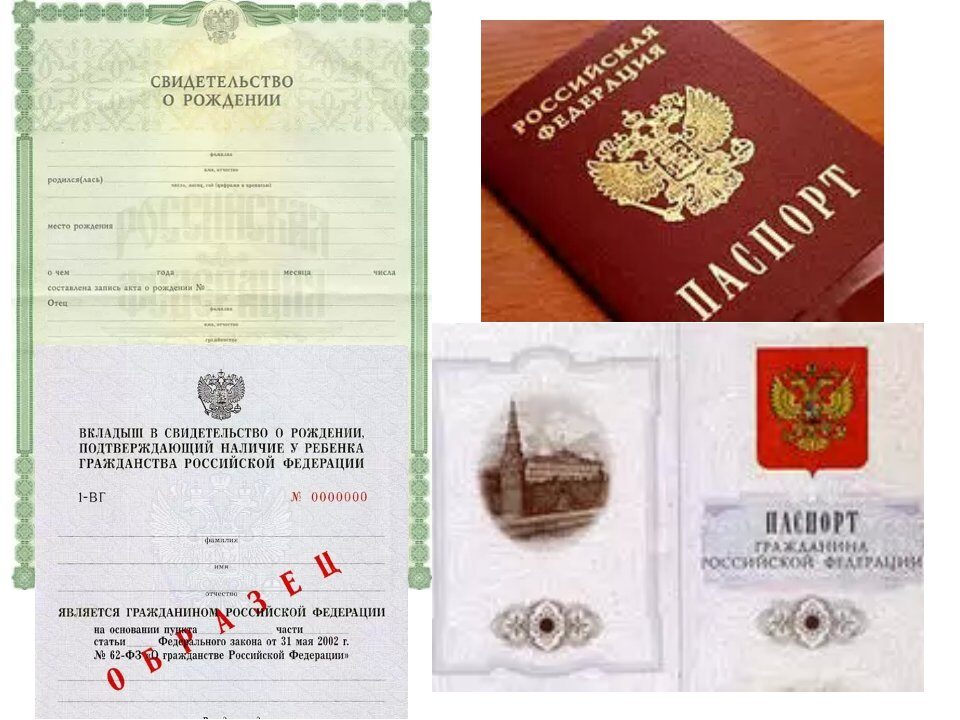 СВИДЕТЕЛЬСТВО
О РОЖДЕНИИ
фамилия
имя, отчество
родился(лась)
число, месяц, год (цифрами и прописью)
РОССИЙСКАЯ
ФЕДЕРАЦИЯ
место рождения
о чем года месяца числа
составлена запись акта о рождении №
Отец
фамилия
имя, отчество
гражданство
ВКЛАДЫШ В СВИДЕТЕЛЬСТВО О РОЖДЕНИИ,
ПОДТВЕРЖДАЮЩИЙ НАЛИЧИЕ У РЕБЕНКА
ГРАЖДАНСТВА РОССИЙСКОЙ ФЕДЕРАЦИИ
I-ВГ № 0000000
фамилия
имя
отчество
ЯВЛЯЕТСЯ ГРАЖДАНИНОМ РОССИЙСКОЙ ФЕДЕРАЦИИ
на основании пункта части
статьи Федерального закона от 31 мая 2002 г.
№ 62-ФЗ «О гражданстве Российской Федерации»
ОБРАЗЕЦ
РОССИЙСКАЯ
ФЕДЕРАЦИЯ
ПАСПОРТ
ПАСПОРТ
ГРАЖДАНИНА
РОССИЙСКОЙ ФЕДЕРАЦИИ